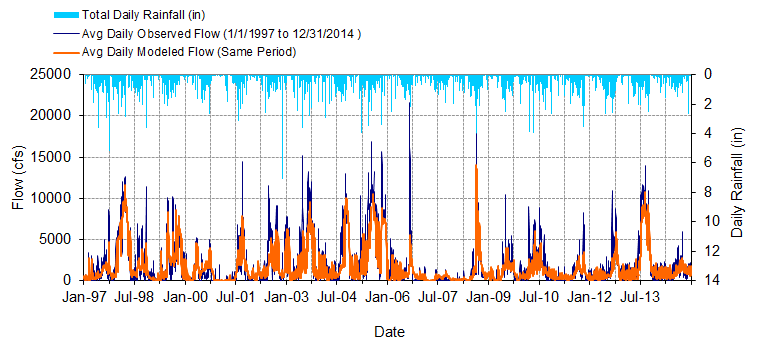 Total Daily Rainfall (in)
Avg Daily Observed Flow (1/1/1997 to 12/31/2014 )
Avg Daily Modeled Flow (Same Period)
25000
20000
15000
10000
5000
0
Flow (cfs)
0
2
4
6
8
10
12
14
Daily Rainfall (in)
Jan-97 Jul-98 Jan-00 Jul-01 Jan-03 Jul-04 Jan-06 Jul-07 Jan-09 Jul-10 Jan-12 Jul-13
Date